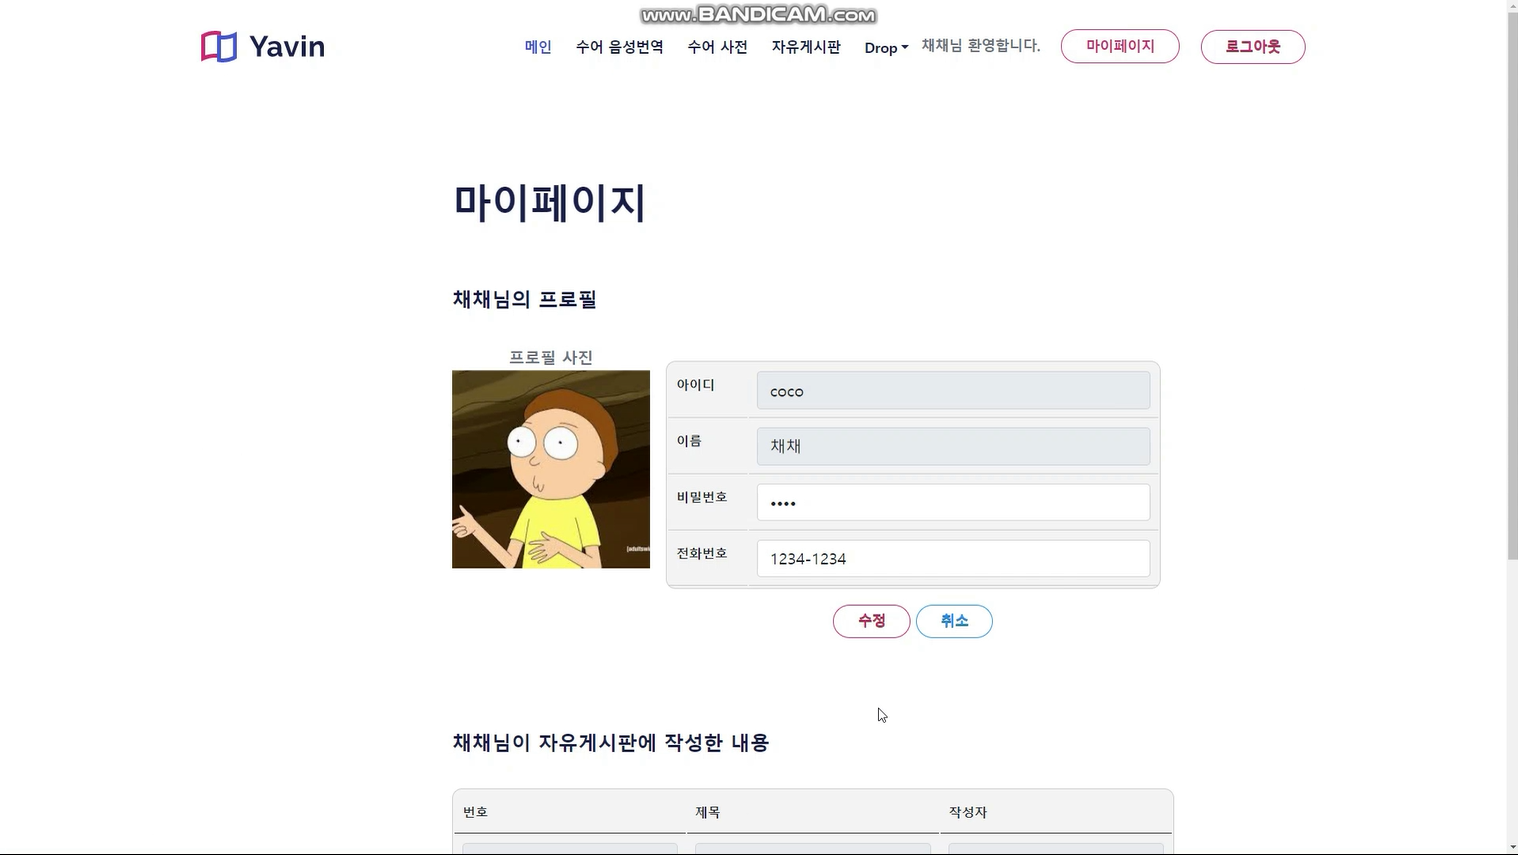 www.BANDICAM.com
Yavin
메인 수어 음성번역 수어 사전 자유게시판 Drop 채채님 환영합니다. 마이페이지 로그아웃
마이페이지
채채님의 프로필
프로필 사진
아이디 coco
이름 채채
비밀번호 ••••
전화번호 1234-1234
수정 취소
채채님이 자유게시판에 작성한 내용
번호 제목 작성자